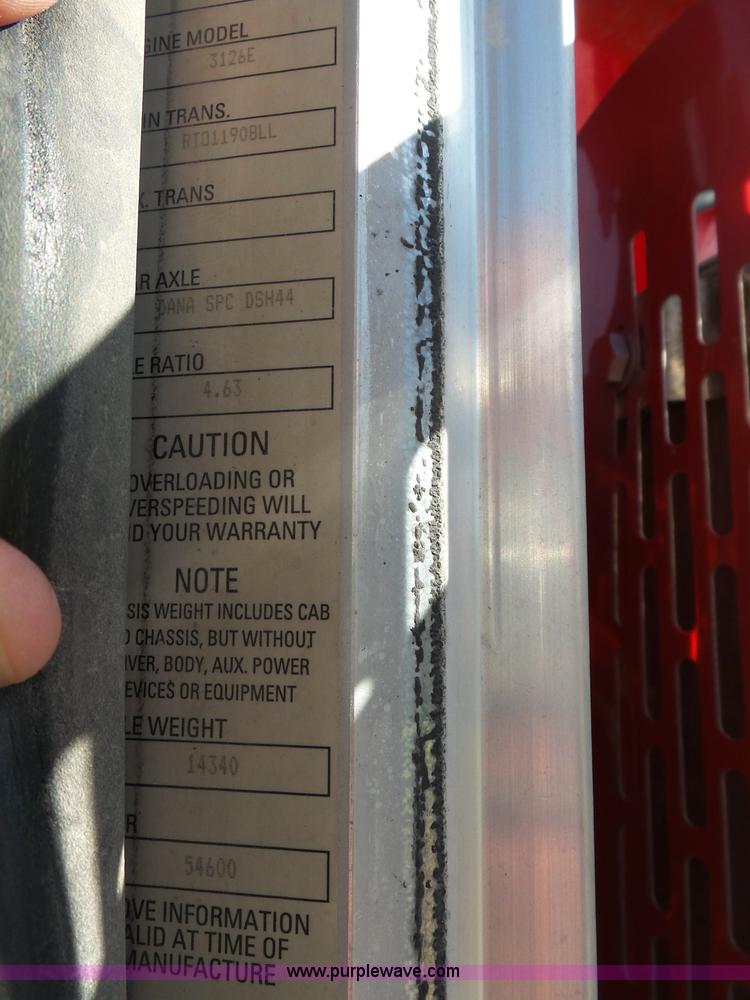 GINE MODEL
3126E
IN TRANS.
RTO11908LL
X. TRANS
R AXLE
DANA SPC DSH44
E RATIO
4.63
CAUTION
OVERLOADING OR
VERSPEEDING WILL
ID YOUR WARRANTY
NOTE
SIS WEIGHT INCLUDES CAB
D CHASSIS, BUT WITHOUT
IVER, BODY, AUX. POWER
EVICES OR EQUIPMENT
LE WEIGHT
14340
R
54600
OVE INFORMATION
ALID AT TIME OF
MANUFACTURE
www.purplewave.com